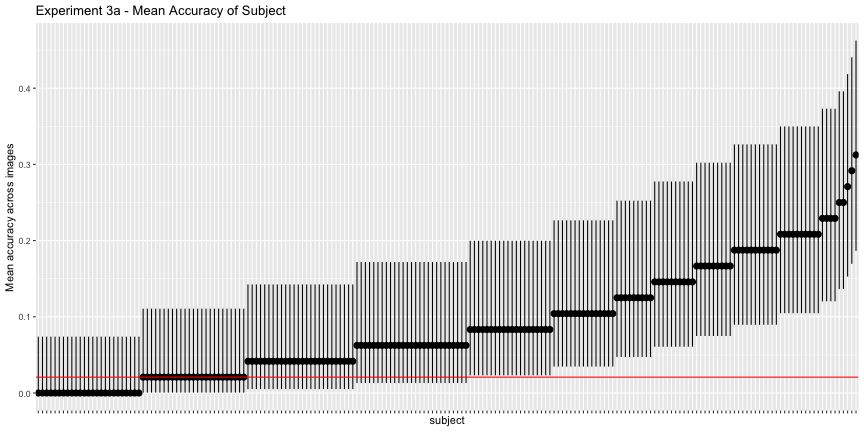 Experiment 3a - Mean Accuracy of Subject
Mean accuracy across images
0.4
0.3
0.2
0.1
0.0
subject